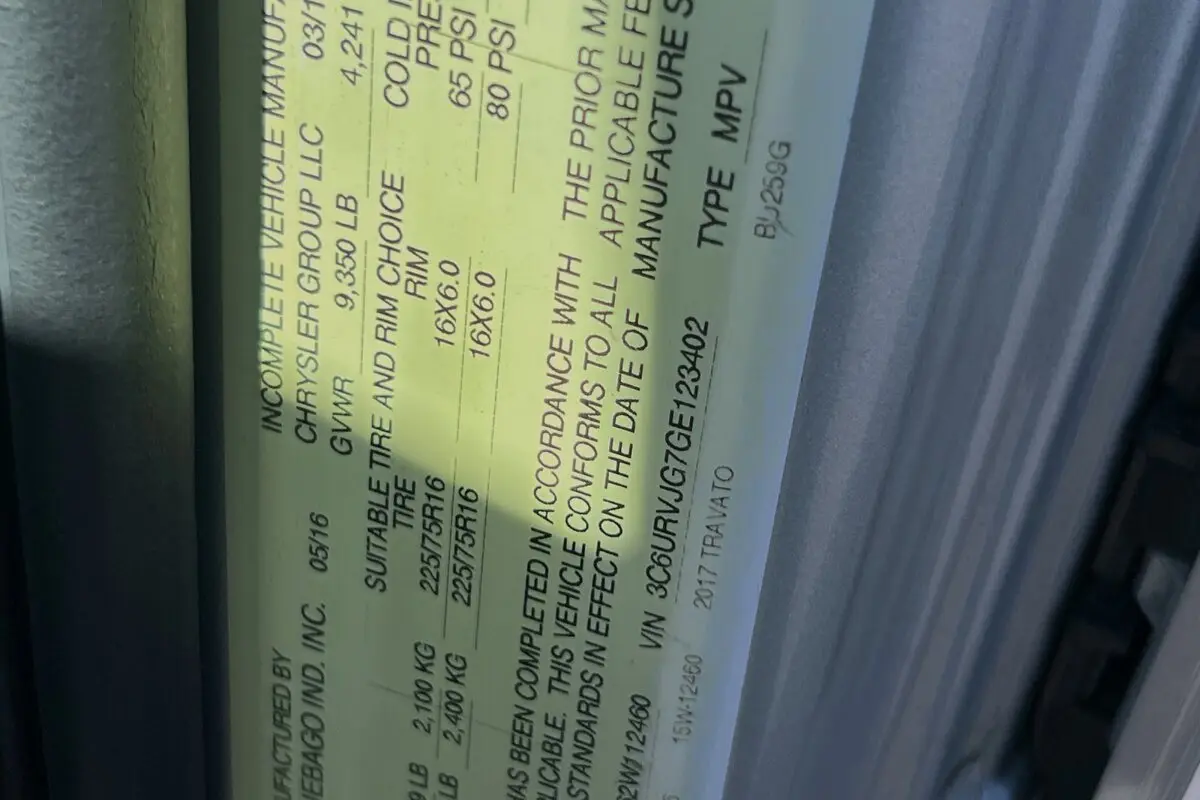 UFACTURED BY INCOMPLETE VEHICLE MANUFA
EBAGO IND. INC. 05/16 CHRYSLER GROUP LLC 03/1
GVWR 9,350 LB 4,241
SUITABLE TIRE AND RIM CHOICE COLD
TIRE RIM PRES
LB 2,100 KG 225/75R16 16X6.0 65 PSI
LB 2,400 KG 225/75R16 16X6.0 80 PSI
HAS BEEN COMPLETED IN ACCORDANCE WITH THE PRIOR MA
LICABLE. THIS VEHICLE CONFORMS TO ALL APPLICABLE FE
STANDARDS IN EFFECT ON THE DATE OF MANUFACTURE S
12460 VIN 3C6URVJG7GE123402 TYPE MPV
15W-12460 2017 TRAVATO BU259G